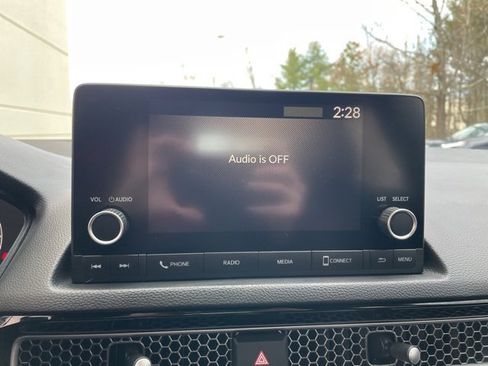 2:28
Audio is OFF
VOL AUDIO
LIST SELECT
PHONE RADIO MEDIA CONNECT MENU